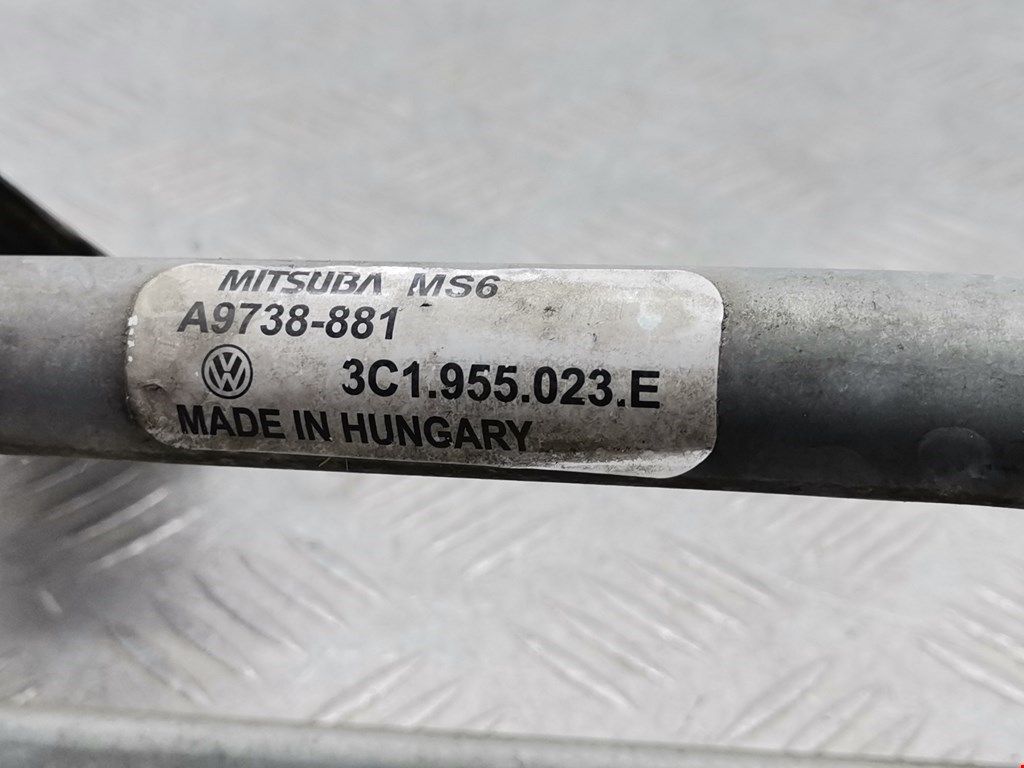 MITSUBA MS6
A9738-881
3C1.955.023.E
MADE IN HUNGARY